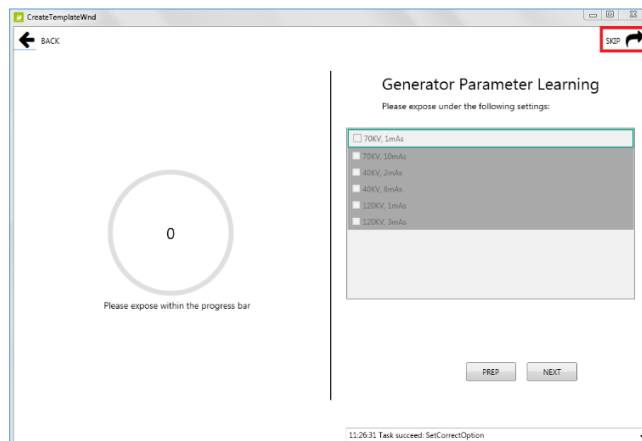 CreateTemplateWnd
BACK
SKIP
Generator Parameter Learning
Please expose under the following settings:
70KV, 1mAs
70KV, 10mAs
40KV, 2mAs
40KV, 8mAs
120KV, 1mAs
120KV, 3mAs
0
Please expose within the progress bar
PREP
NEXT
11:26:31 Task succeed: SetCorrectOption